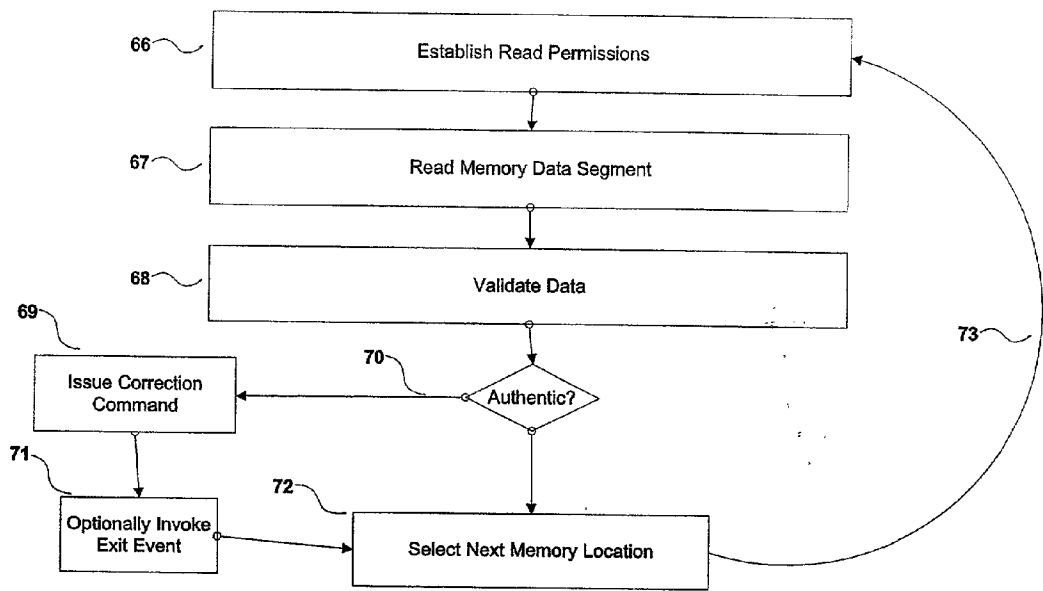 66
Establish Read Permissions
67
Read Memory Data Segment
68
Validate Data
69
Issue Correction
Command
70
Authentic?
73
71
Optionally Invoke
Exit Event
72
Select Next Memory Location